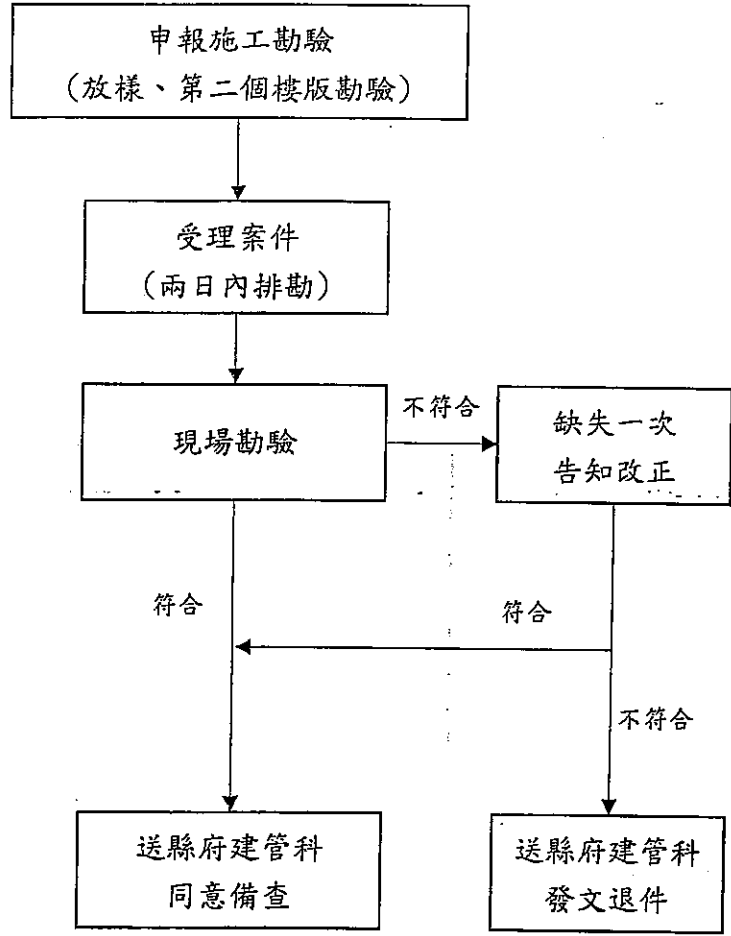 申報施工勘驗
(放樣、第二個樓版勘驗)
受理案件
(兩日內排勘)
現場勘驗
不符合
缺失一次
告知改正
符合
符合
不符合
送縣府建管科
同意備查
送縣府建管科
發文退件